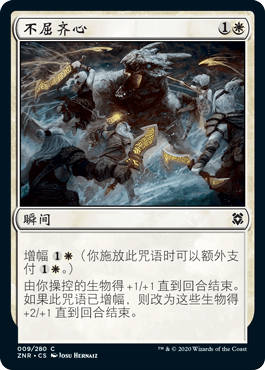 不屈齐心 1
瞬间
增幅 1（你施放此咒语时可以额外支
付 1。）
由你操控的生物得 +1/+1 直到回合结束。
如果此咒语已增幅，则改为这些生物得
+2/+1 直到回合结束。
009/280 C
ZNR • CS Josu Hernaiz
™ & © 2020 Wizards of the Coast